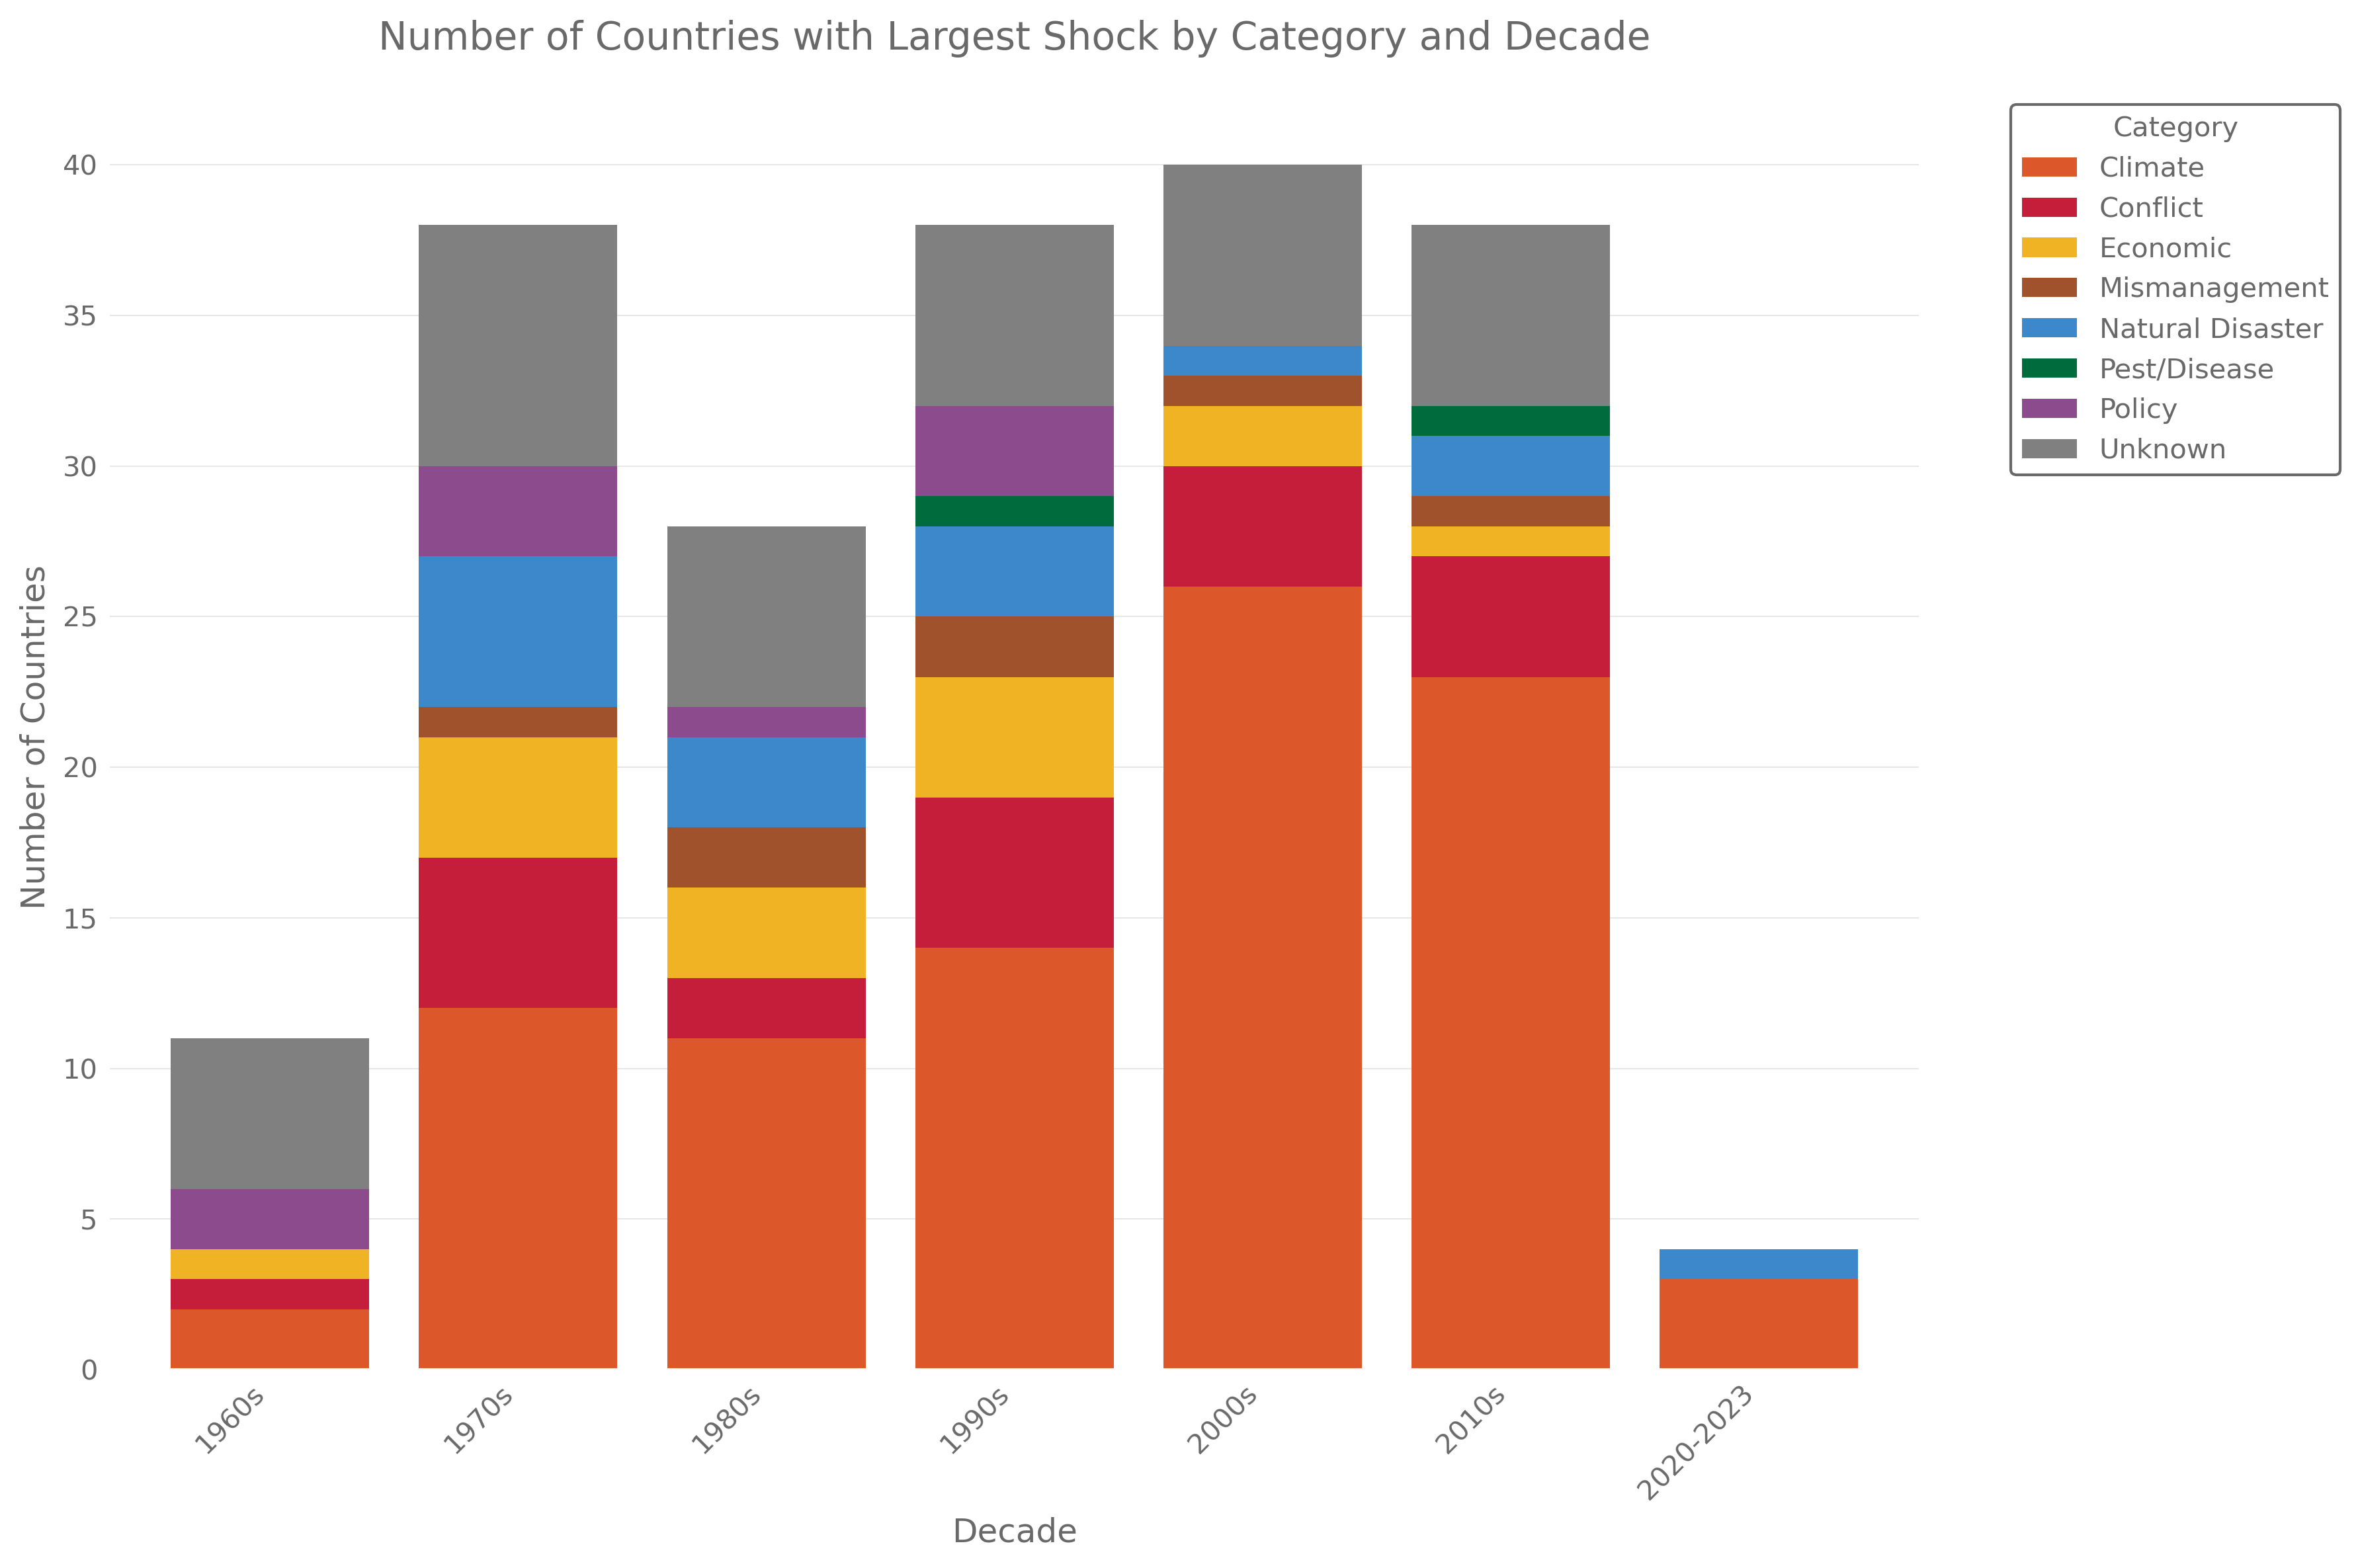 Number of Countries with Largest Shock by Category and Decade
Category
Climate
Conflict
Economic
Mismanagement
Natural Disaster
Pest/Disease
Policy
Unknown
Number of Countries
40
35
30
25
20
15
10
5
0
1960s
1970s
1980s
1990s
2000s
2010s
2020-2023
Decade